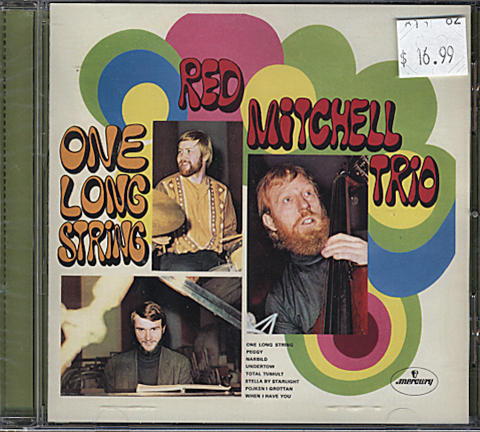 $ 16.99
RED
MITCHELL
TRIO
ONE
LONG
STRING
ONE LONG STRING
PEGGY
NARBILD
UNDERTOW
TOTAL TUMULT
STELLA BY STARLIGHT
POJKEN I GROTTAN
WHEN I HAVE YOU
mercury